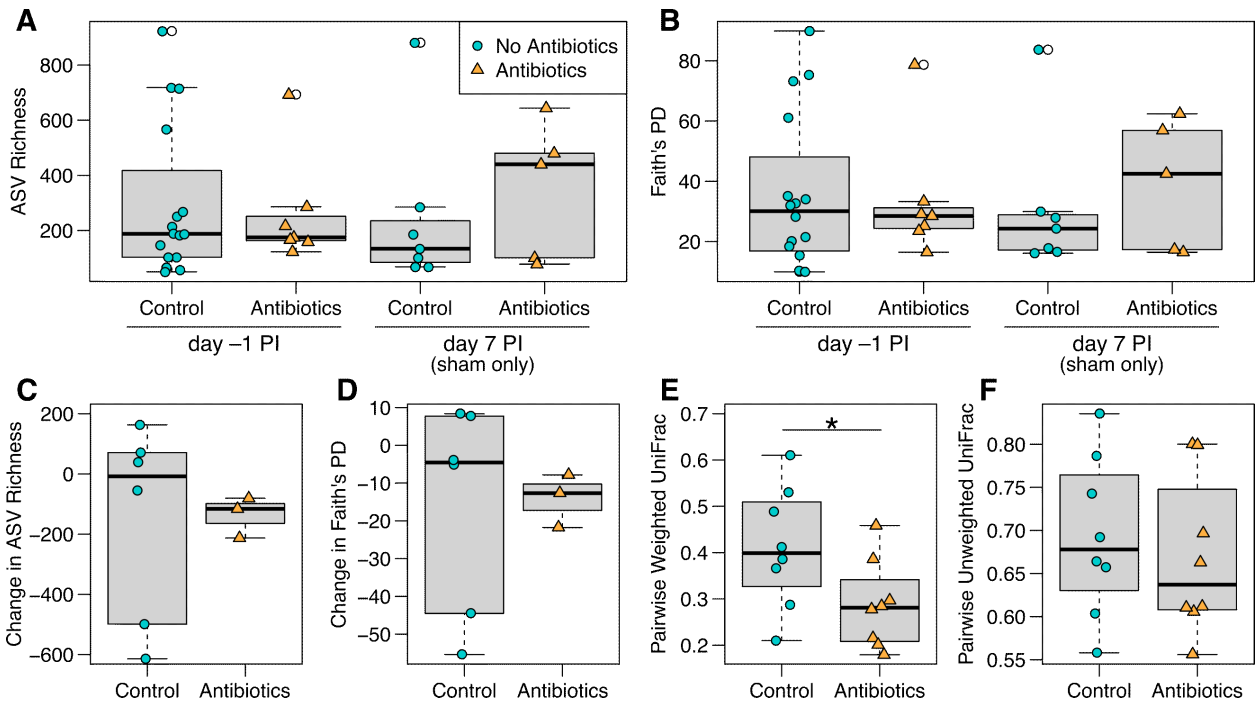 A
ASV Richness
800
600
400
200
No Antibiotics
Antibiotics
Control
Antibiotics
Control
Antibiotics
day –1 PI
day 7 PI
(sham only)
B
Faith's PD
80
60
40
20
Control
Antibiotics
Control
Antibiotics
day –1 PI
day 7 PI
(sham only)
C
Change in ASV Richness
200
0
−200
−400
−600
Control
Antibiotics
D
Change in Faith's PD
10
0
−10
−20
−30
−40
−50
Control
Antibiotics
E
Pairwise Weighted UniFrac
0.7
0.6
0.5
0.4
0.3
0.2
*
Control
Antibiotics
F
Pairwise Unweighted UniFrac
0.80
0.75
0.70
0.65
0.60
0.55
Control
Antibiotics